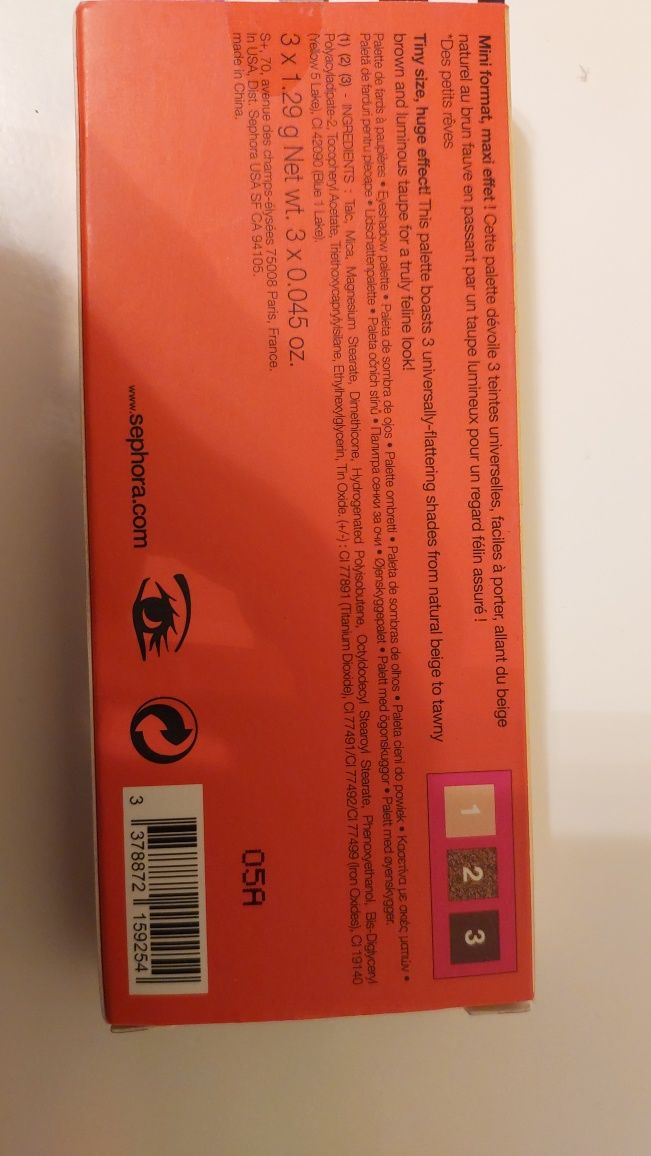 Mini format, maxi effet ! Cette palette dévoile 3 teintes universelles, faciles à porter, allant du beige
naturel au brun fauve en passant par un taupe lumineux pour un regard félin assuré !
*Des petits rêves
Tiny size, huge effect! This palette boasts 3 universally-flattering shades from natural beige to tawny
brown and luminous taupe for a truly feline look!
Palette de fards à paupières • Eyeshadow palette • Paleta de sombra de ojos • Palette ombretti • Paleta de sombras de olhos • Paleta cieni do powiek • Κασετίνα με σκιές ματιών •
Paletă de farduri pentru pleoape • Lidschattenpalette • Paleta očních stínů • Палитра сенки за очи • Øjenskyggepalet • Palett med ögonskuggor • Palett med øyenskygger.
(1) (2) (3) - INGREDIENTS : Talc, Mica, Magnesium Stearate, Dimethicone, Hydrogenated Polyisobutene, Octyldodecyl Stearoyl Stearate, Phenoxyethanol, Bis-Diglyceryl
Polyacyladipate-2, Tocopheryl Acetate, Triethoxycaprylylsilane, Ethylhexylglycerin, Tin Oxide, (+/-) : CI 77891 (Titanium Dioxide), CI 77491/CI 77492/CI 77499 (Iron Oxides), CI 19140
(Yellow 5 Lake), CI 42090 (Blue 1 Lake).
3 x 1.29 g Net wt. 3 x 0.045 oz.
S+, 70, avenue des champs-élysées 75008 Paris, France.
In USA, Dist. Sephora USA SF CA 94105.
made in China.
www.sephora.com
1
2
3
05A
3 378872 159254